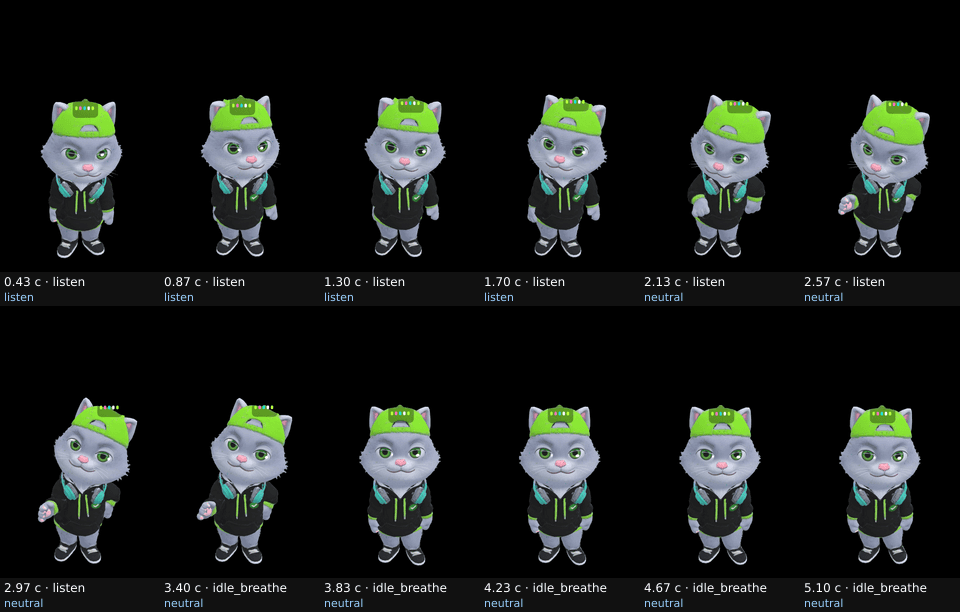 0.43 c · listen
listen
0.87 c · listen
listen
1.30 c · listen
listen
1.70 c · listen
listen
2.13 c · listen
neutral
2.57 c · listen
neutral
2.97 c · listen
neutral
3.40 c · idle_breathe
neutral
3.83 c · idle_breathe
neutral
4.23 c · idle_breathe
neutral
4.67 c · idle_breathe
neutral
5.10 c · idle_breathe
neutral